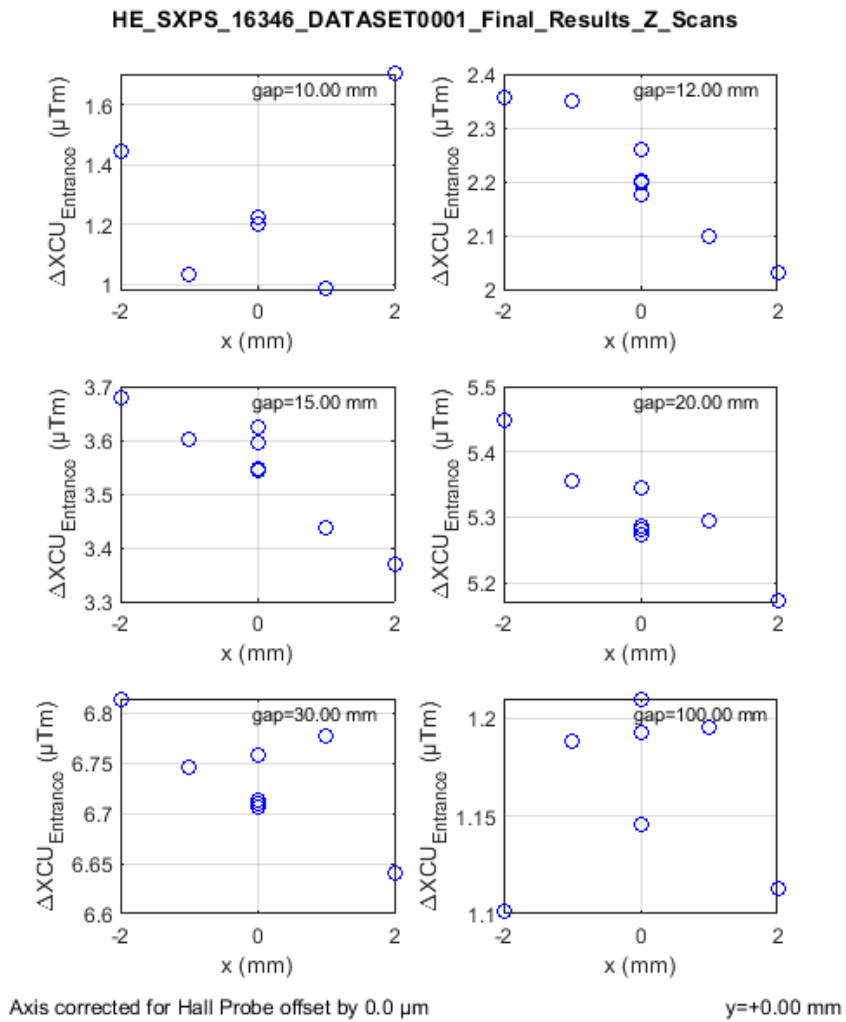 HE_SXPS_16346_DATASET0001_Final_Results_Z_Scans
gap=10.00 mm
ΔXCU_Entrance (µTm)
1.6
1.4
1.2
1
-2
0
2
x (mm)
gap=12.00 mm
ΔXCU_Entrance (µTm)
2.4
2.3
2.2
2.1
2
-2
0
2
x (mm)
gap=15.00 mm
ΔXCU_Entrance (µTm)
3.7
3.6
3.5
3.4
3.3
-2
0
2
x (mm)
gap=20.00 mm
ΔXCU_Entrance (µTm)
5.5
5.4
5.3
5.2
-2
0
2
x (mm)
gap=30.00 mm
ΔXCU_Entrance (µTm)
6.8
6.75
6.7
6.65
6.6
-2
0
2
x (mm)
gap=100.00 mm
ΔXCU_Entrance (µTm)
1.2
1.15
1.1
-2
0
2
x (mm)
Axis corrected for Hall Probe offset by 0.0 µm
y=+0.00 mm